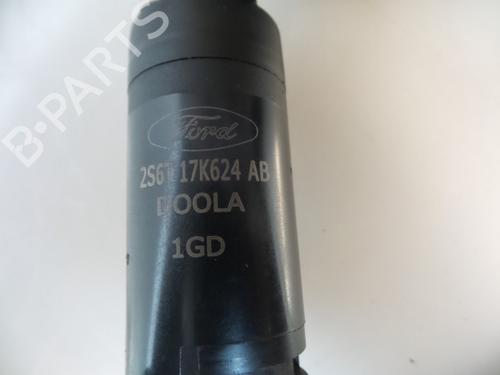 B-PARTS
Ford
2S6T 17K624 AB
DOOLA
1GD